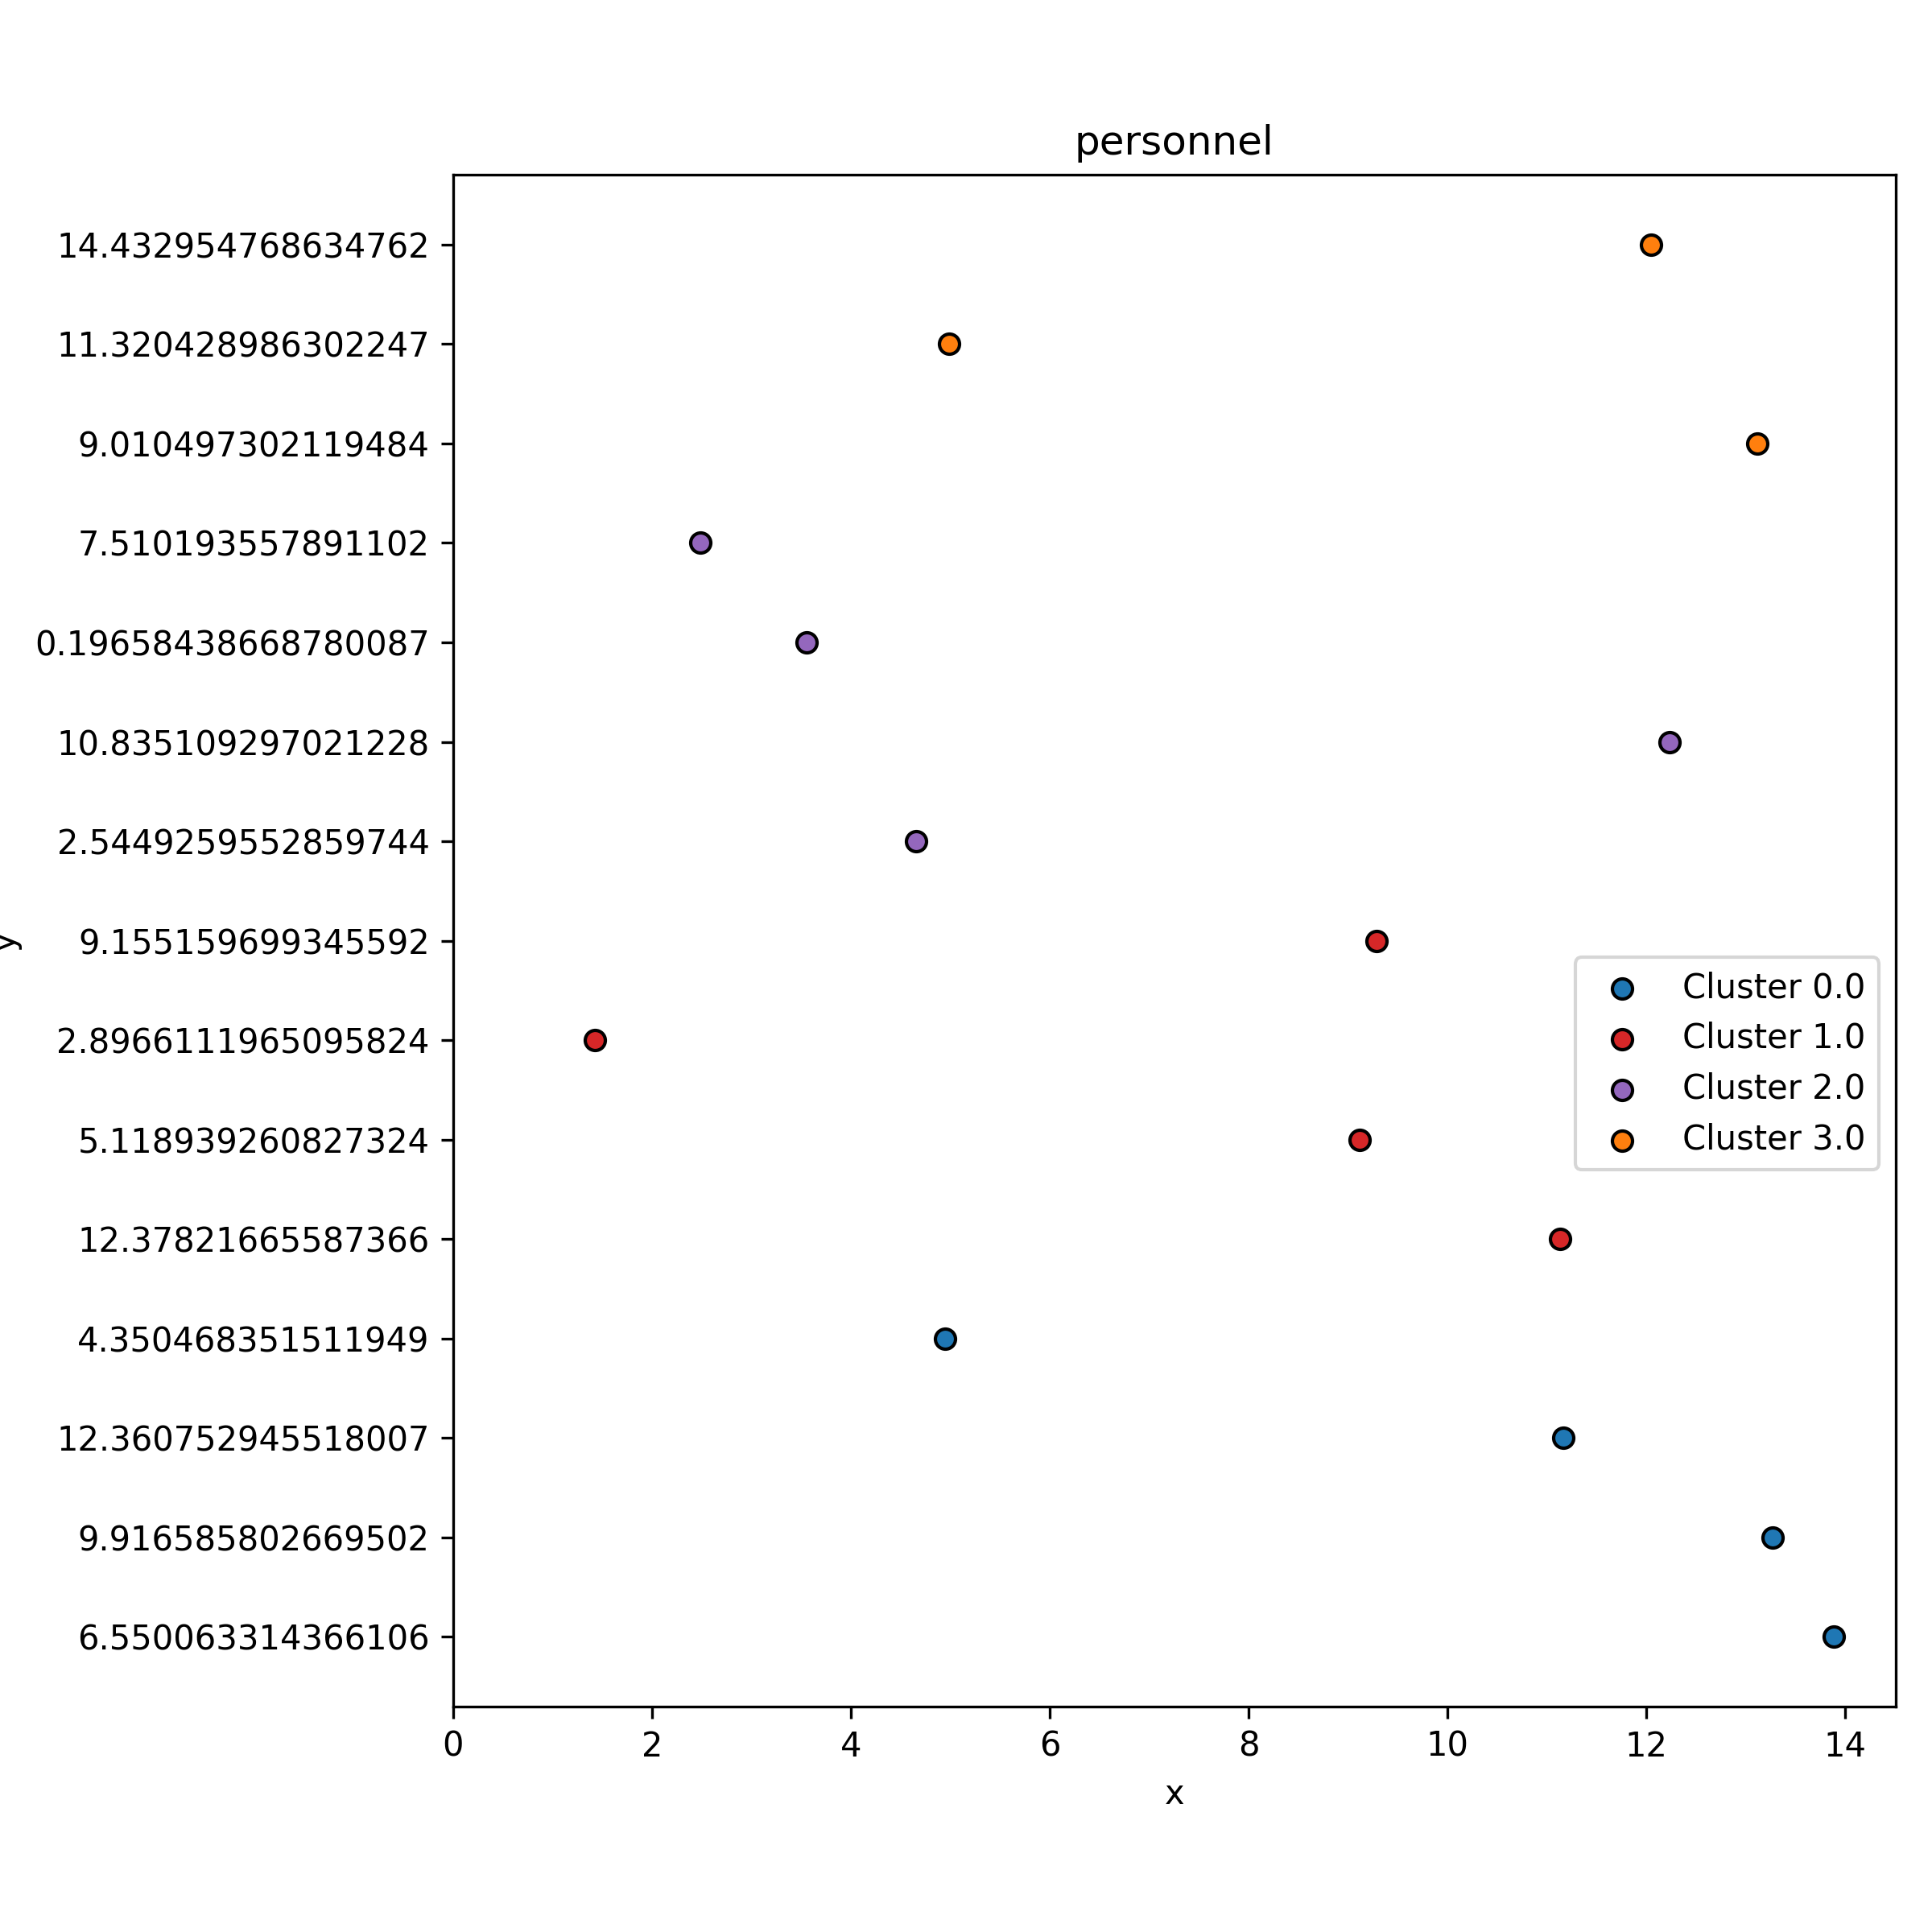 personnel
14.432954768634762
11.320428986302247
9.010497302119484
7.510193557891102
0.19658438668780087
10.835109297021228
2.5449259552859744
9.155159699345592
2.8966111965095824
5.118939260827324
12.37821665587366
4.350468351511949
12.360752945518007
9.916585802669502
6.550063314366106
y
Cluster 0.0
Cluster 1.0
Cluster 2.0
Cluster 3.0
0 2 4 6 8 10 12 14
x